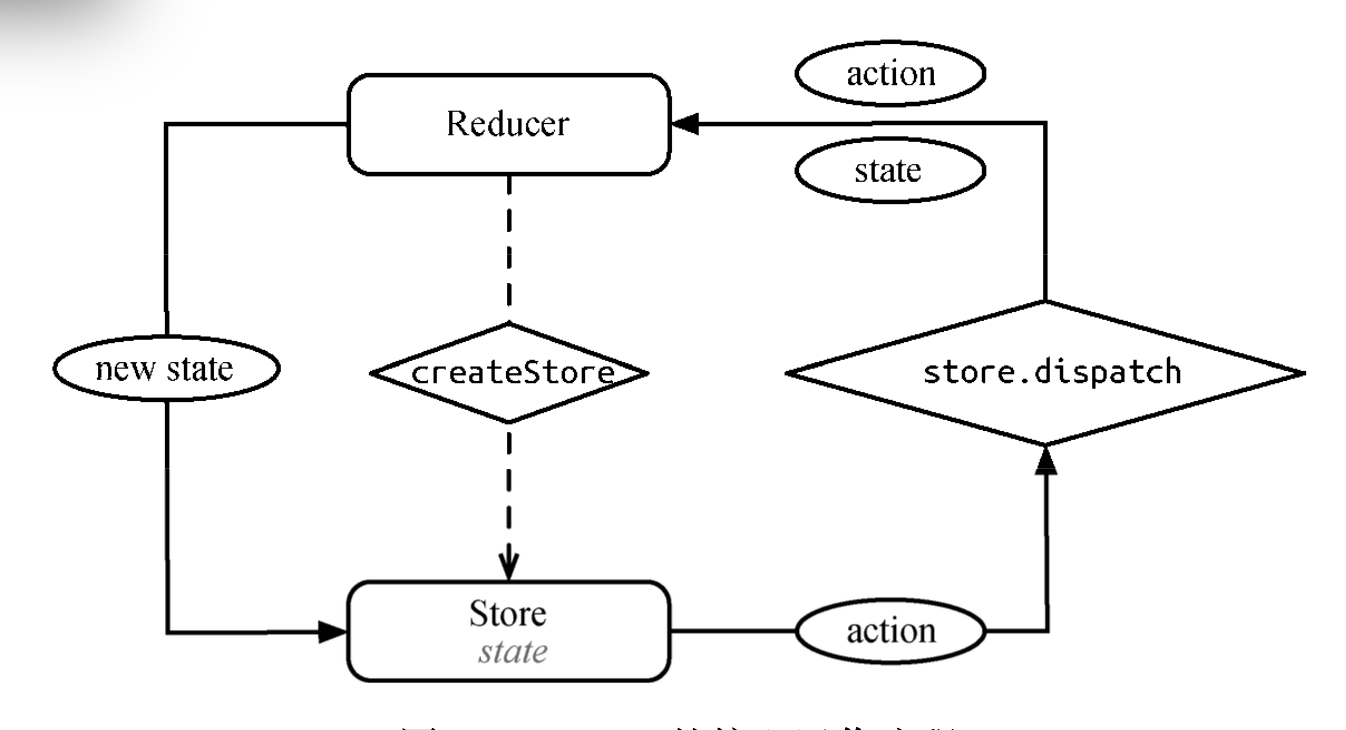 action
Reducer
state
new state
createStore
store.dispatch
Store
state
action